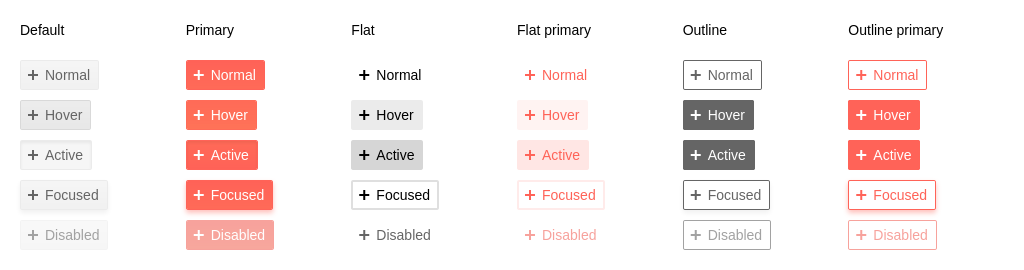 Default Primary Flat Flat primary Outline Outline primary
+ Normal + Normal + Normal + Normal + Normal + Normal
+ Hover + Hover + Hover + Hover + Hover + Hover
+ Active + Active + Active + Active + Active + Active
+ Focused + Focused + Focused + Focused + Focused + Focused
+ Disabled + Disabled + Disabled + Disabled + Disabled + Disabled